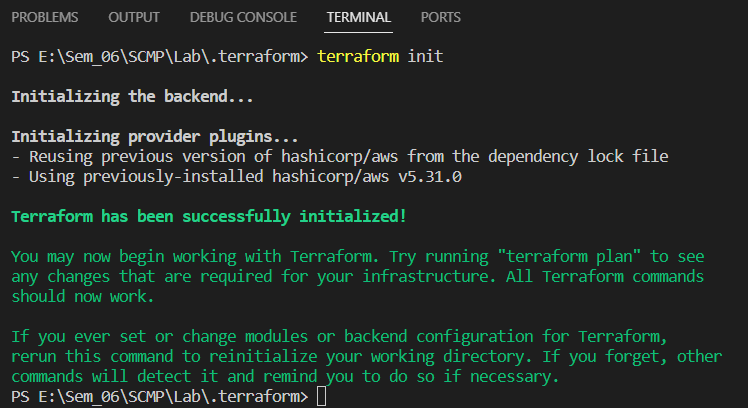 PROBLEMS OUTPUT DEBUG CONSOLE TERMINAL PORTS
PS E:\Sem_06\SCMP\Lab\.terraform> terraform init
Initializing the backend...
Initializing provider plugins...
- Reusing previous version of hashicorp/aws from the dependency lock file
- Using previously-installed hashicorp/aws v5.31.0
Terraform has been successfully initialized!
You may now begin working with Terraform. Try running "terraform plan" to see
any changes that are required for your infrastructure. All Terraform commands
should now work.
If you ever set or change modules or backend configuration for Terraform,
rerun this command to reinitialize your working directory. If you forget, other
commands will detect it and remind you to do so if necessary.
PS E:\Sem_06\SCMP\Lab\.terraform>